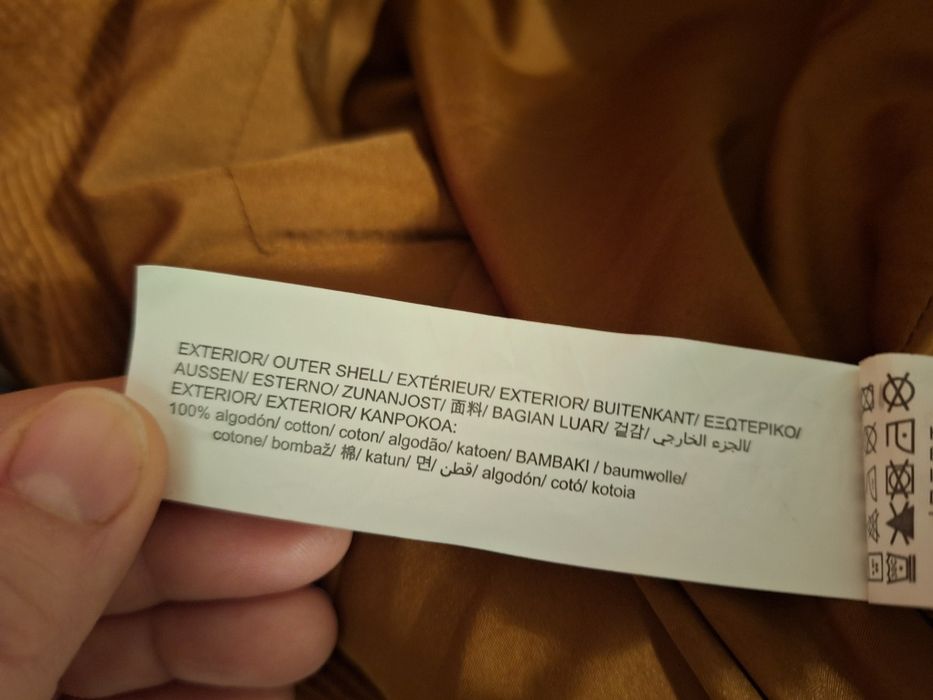 EXTERIOR/ OUTER SHELL/ EXTÉRIEUR/ EXTERIOR/ BUITENKANT/ ΕΞΩΤΕΡΙΚΟ/
AUSSEN/ ESTERNO/ ZUNANJOST/ 面料/ BAGIAN LUAR/ 겉감/ الجزء الخارجي/
EXTERIOR/ EXTERIOR/ KANPOKOA:
100% algodón/ cotton/ coton/ algodão/ katoen/ ΒΑΜΒΑΚΙ / baumwolle/
cotone/ bombaž/ 棉/ katun/ 면/ قطن/ algodón/ cotó/ kotoia